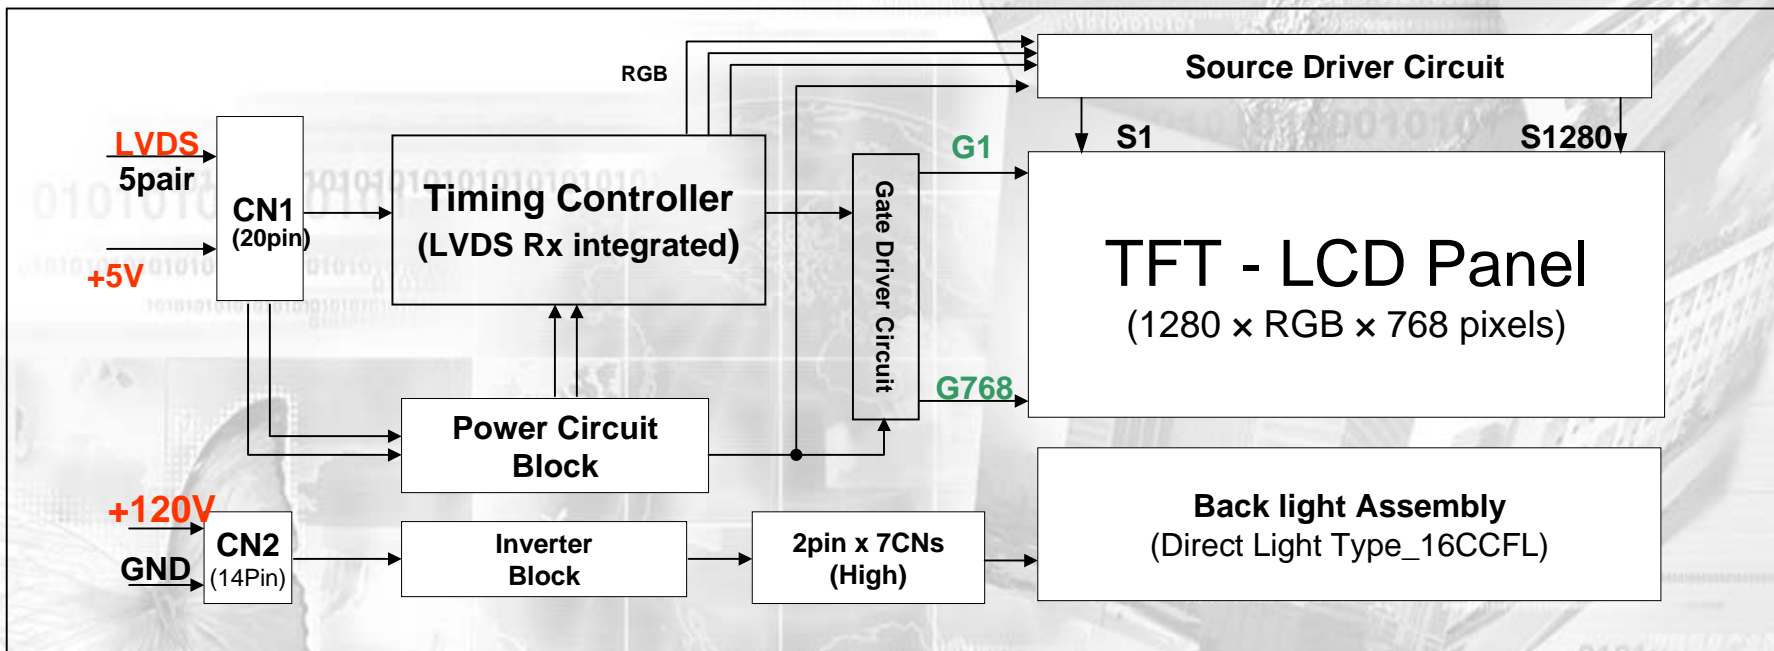 RGB
Source Driver Circuit
LVDS
5pair
S1
S1280
G1
CN1
(20pin)
Timing Controller
(LVDS Rx integrated)
Gate Driver Circuit
TFT - LCD Panel
(1280 × RGB × 768 pixels)
+5V
G768
Power Circuit
Block
+120V
GND
CN2
(14Pin)
Inverter
Block
2pin x 7CNs
(High)
Back light Assembly
(Direct Light Type_16CCFL)